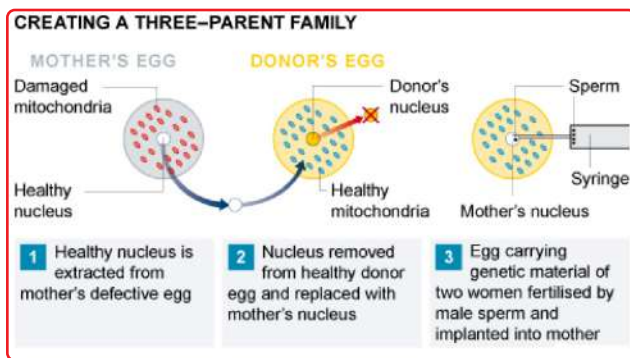 CREATING A THREE–PARENT FAMILY
MOTHER'S EGG
DONOR'S EGG
Damaged
mitochondria
Donor's
nucleus
Sperm
Healthy
nucleus
Healthy
mitochondria
Mother's nucleus
Syringe
1 Healthy nucleus is
extracted from
mother's defective egg
2 Nucleus removed
from healthy donor
egg and replaced with
mother's nucleus
3 Egg carrying
genetic material of
two women fertilised by
male sperm and
implanted into mother